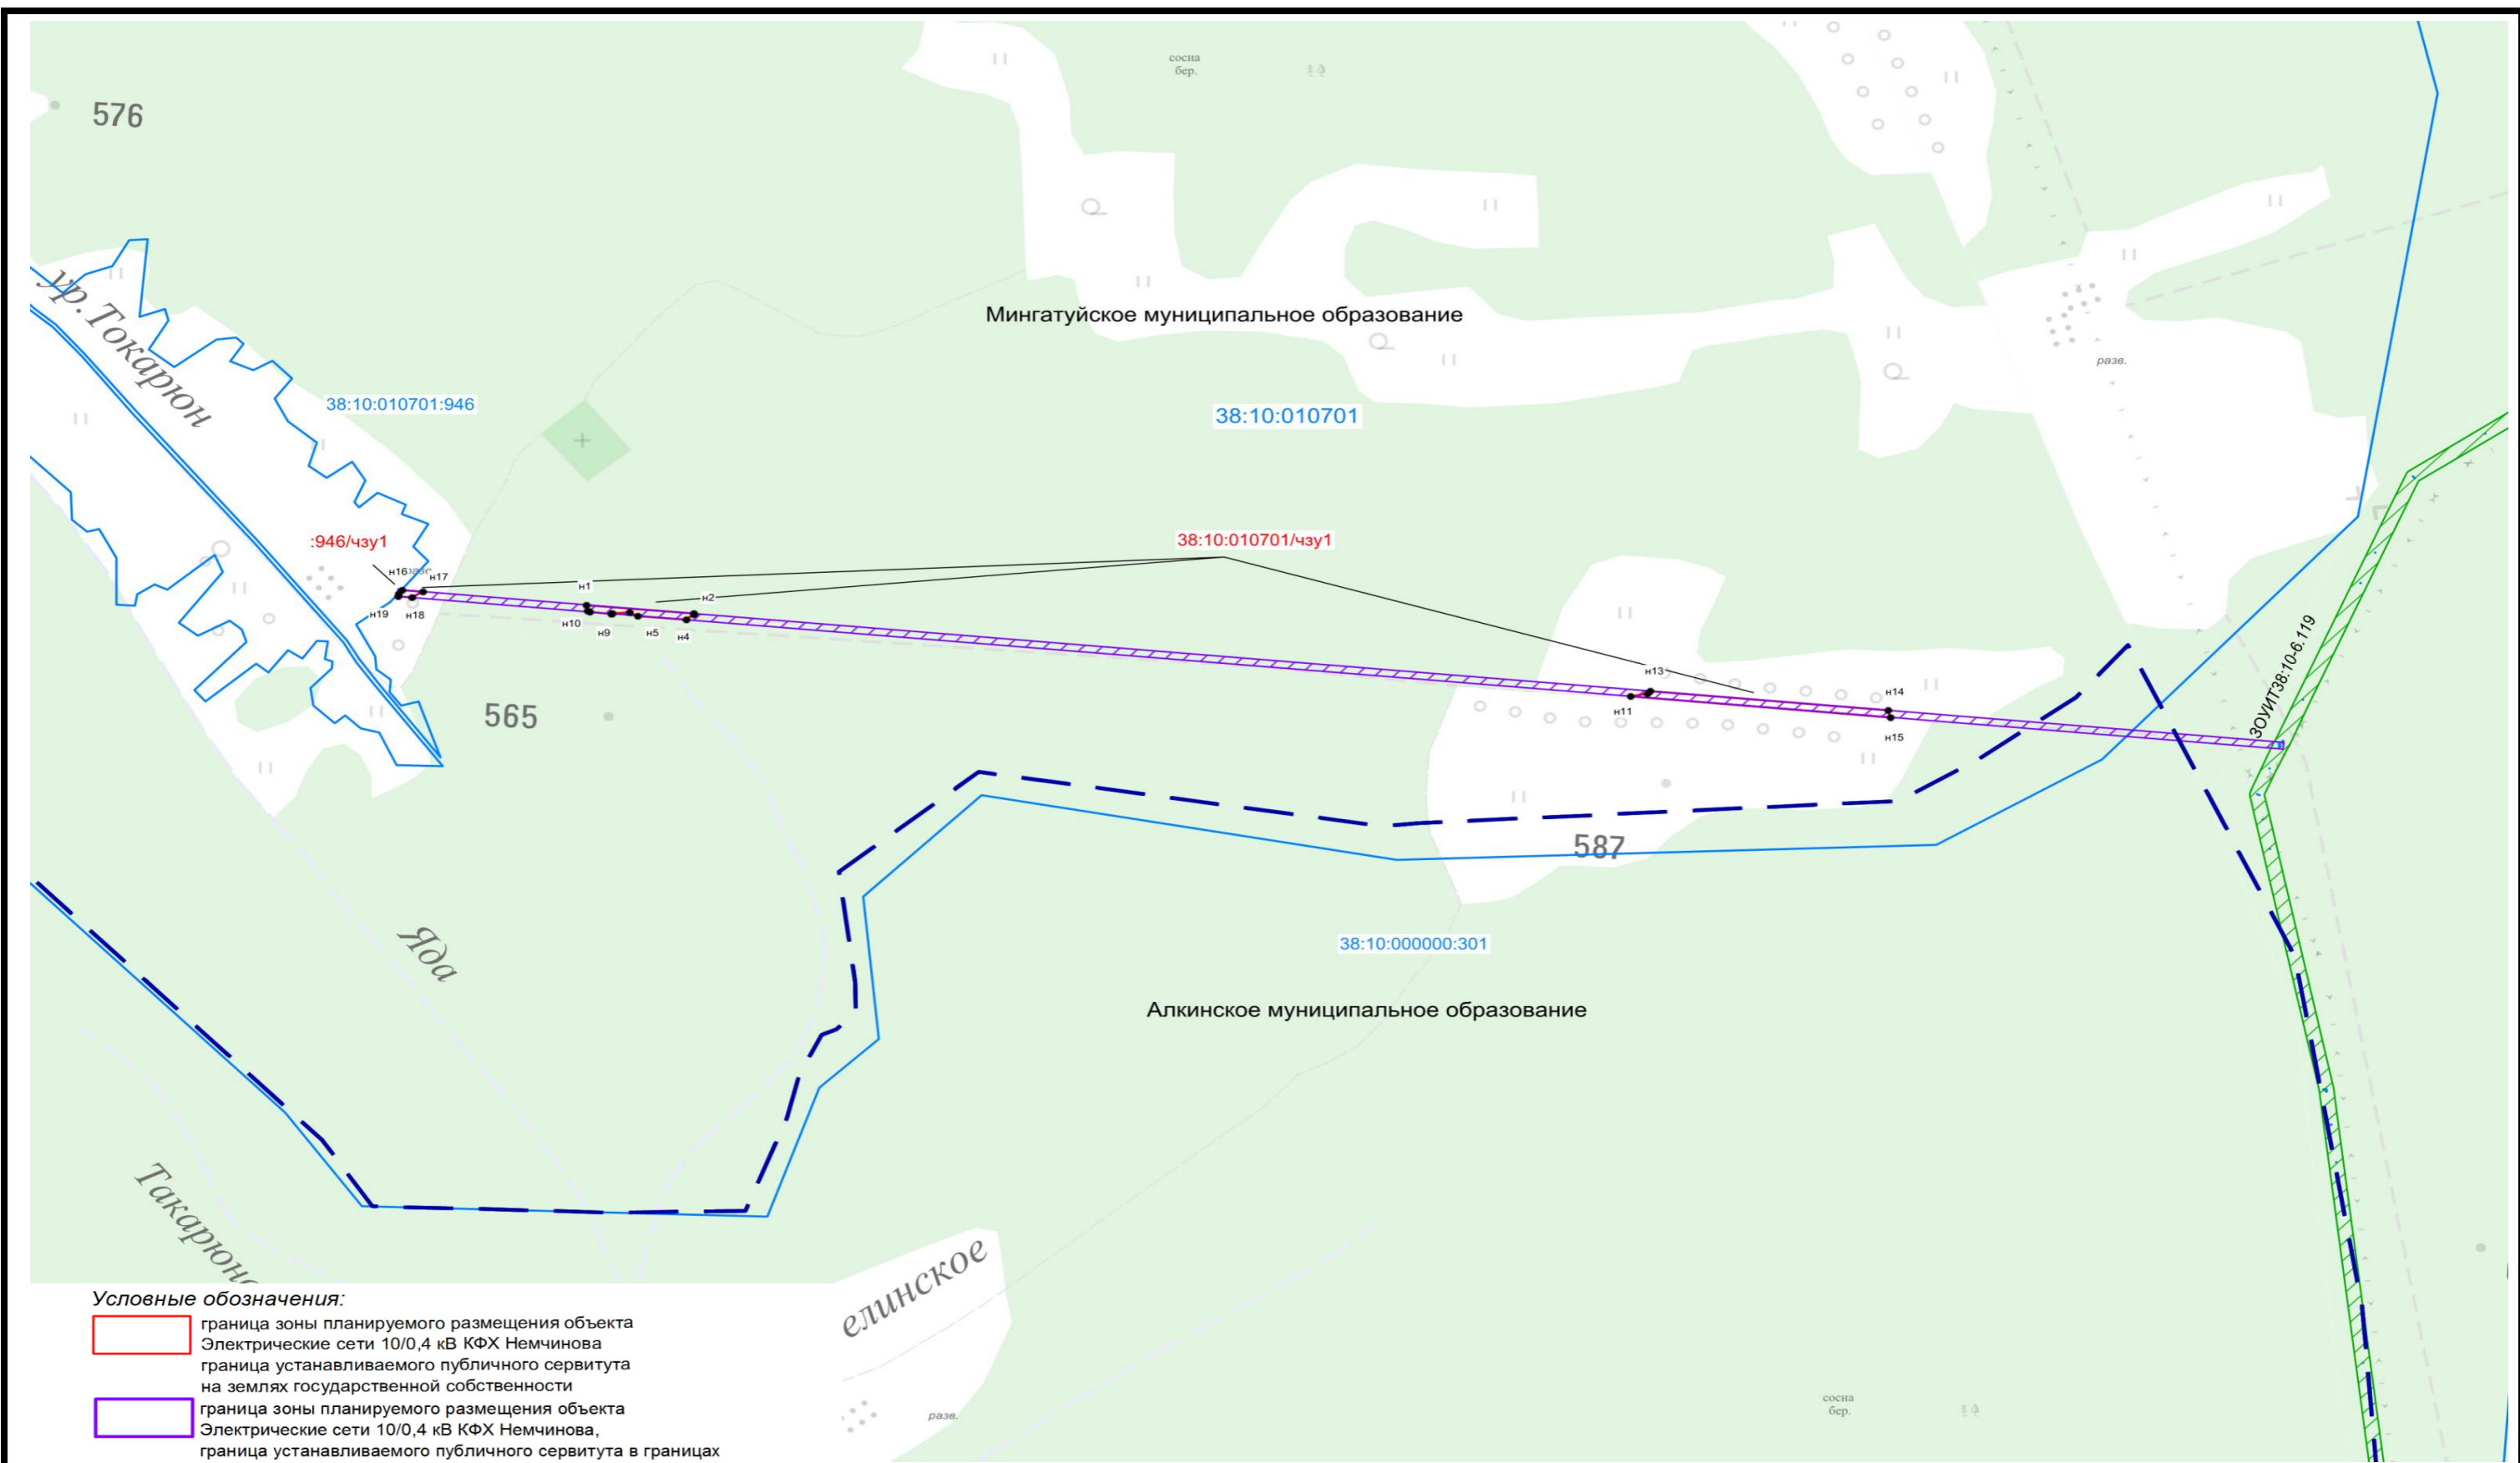 сосна
бер.
576
ур. Токарюн
Мингатуйское муниципальное образование
разв.
38:10:010701:946
38:10:010701
:946/чзу1
38:10:010701/чзу1
н16
н17
н1
н2
н19
н18
н10
н9
н5
н4
н13
н14
н11
н15
ЗОУИТ38:10-6.119
565
587
Яда
38:10:000000:301
Алкинское муниципальное образование
елинское
разв.
сосна
бер.
Условные обозначения:
граница зоны планируемого размещения объекта
Электрические сети 10/0,4 кВ КФХ Немчинова
граница устанавливаемого публичного сервитута
на землях государственной собственности
граница зоны планируемого размещения объекта
Электрические сети 10/0,4 кВ КФХ Немчинова,
граница устанавливаемого публичного сервитута в границах